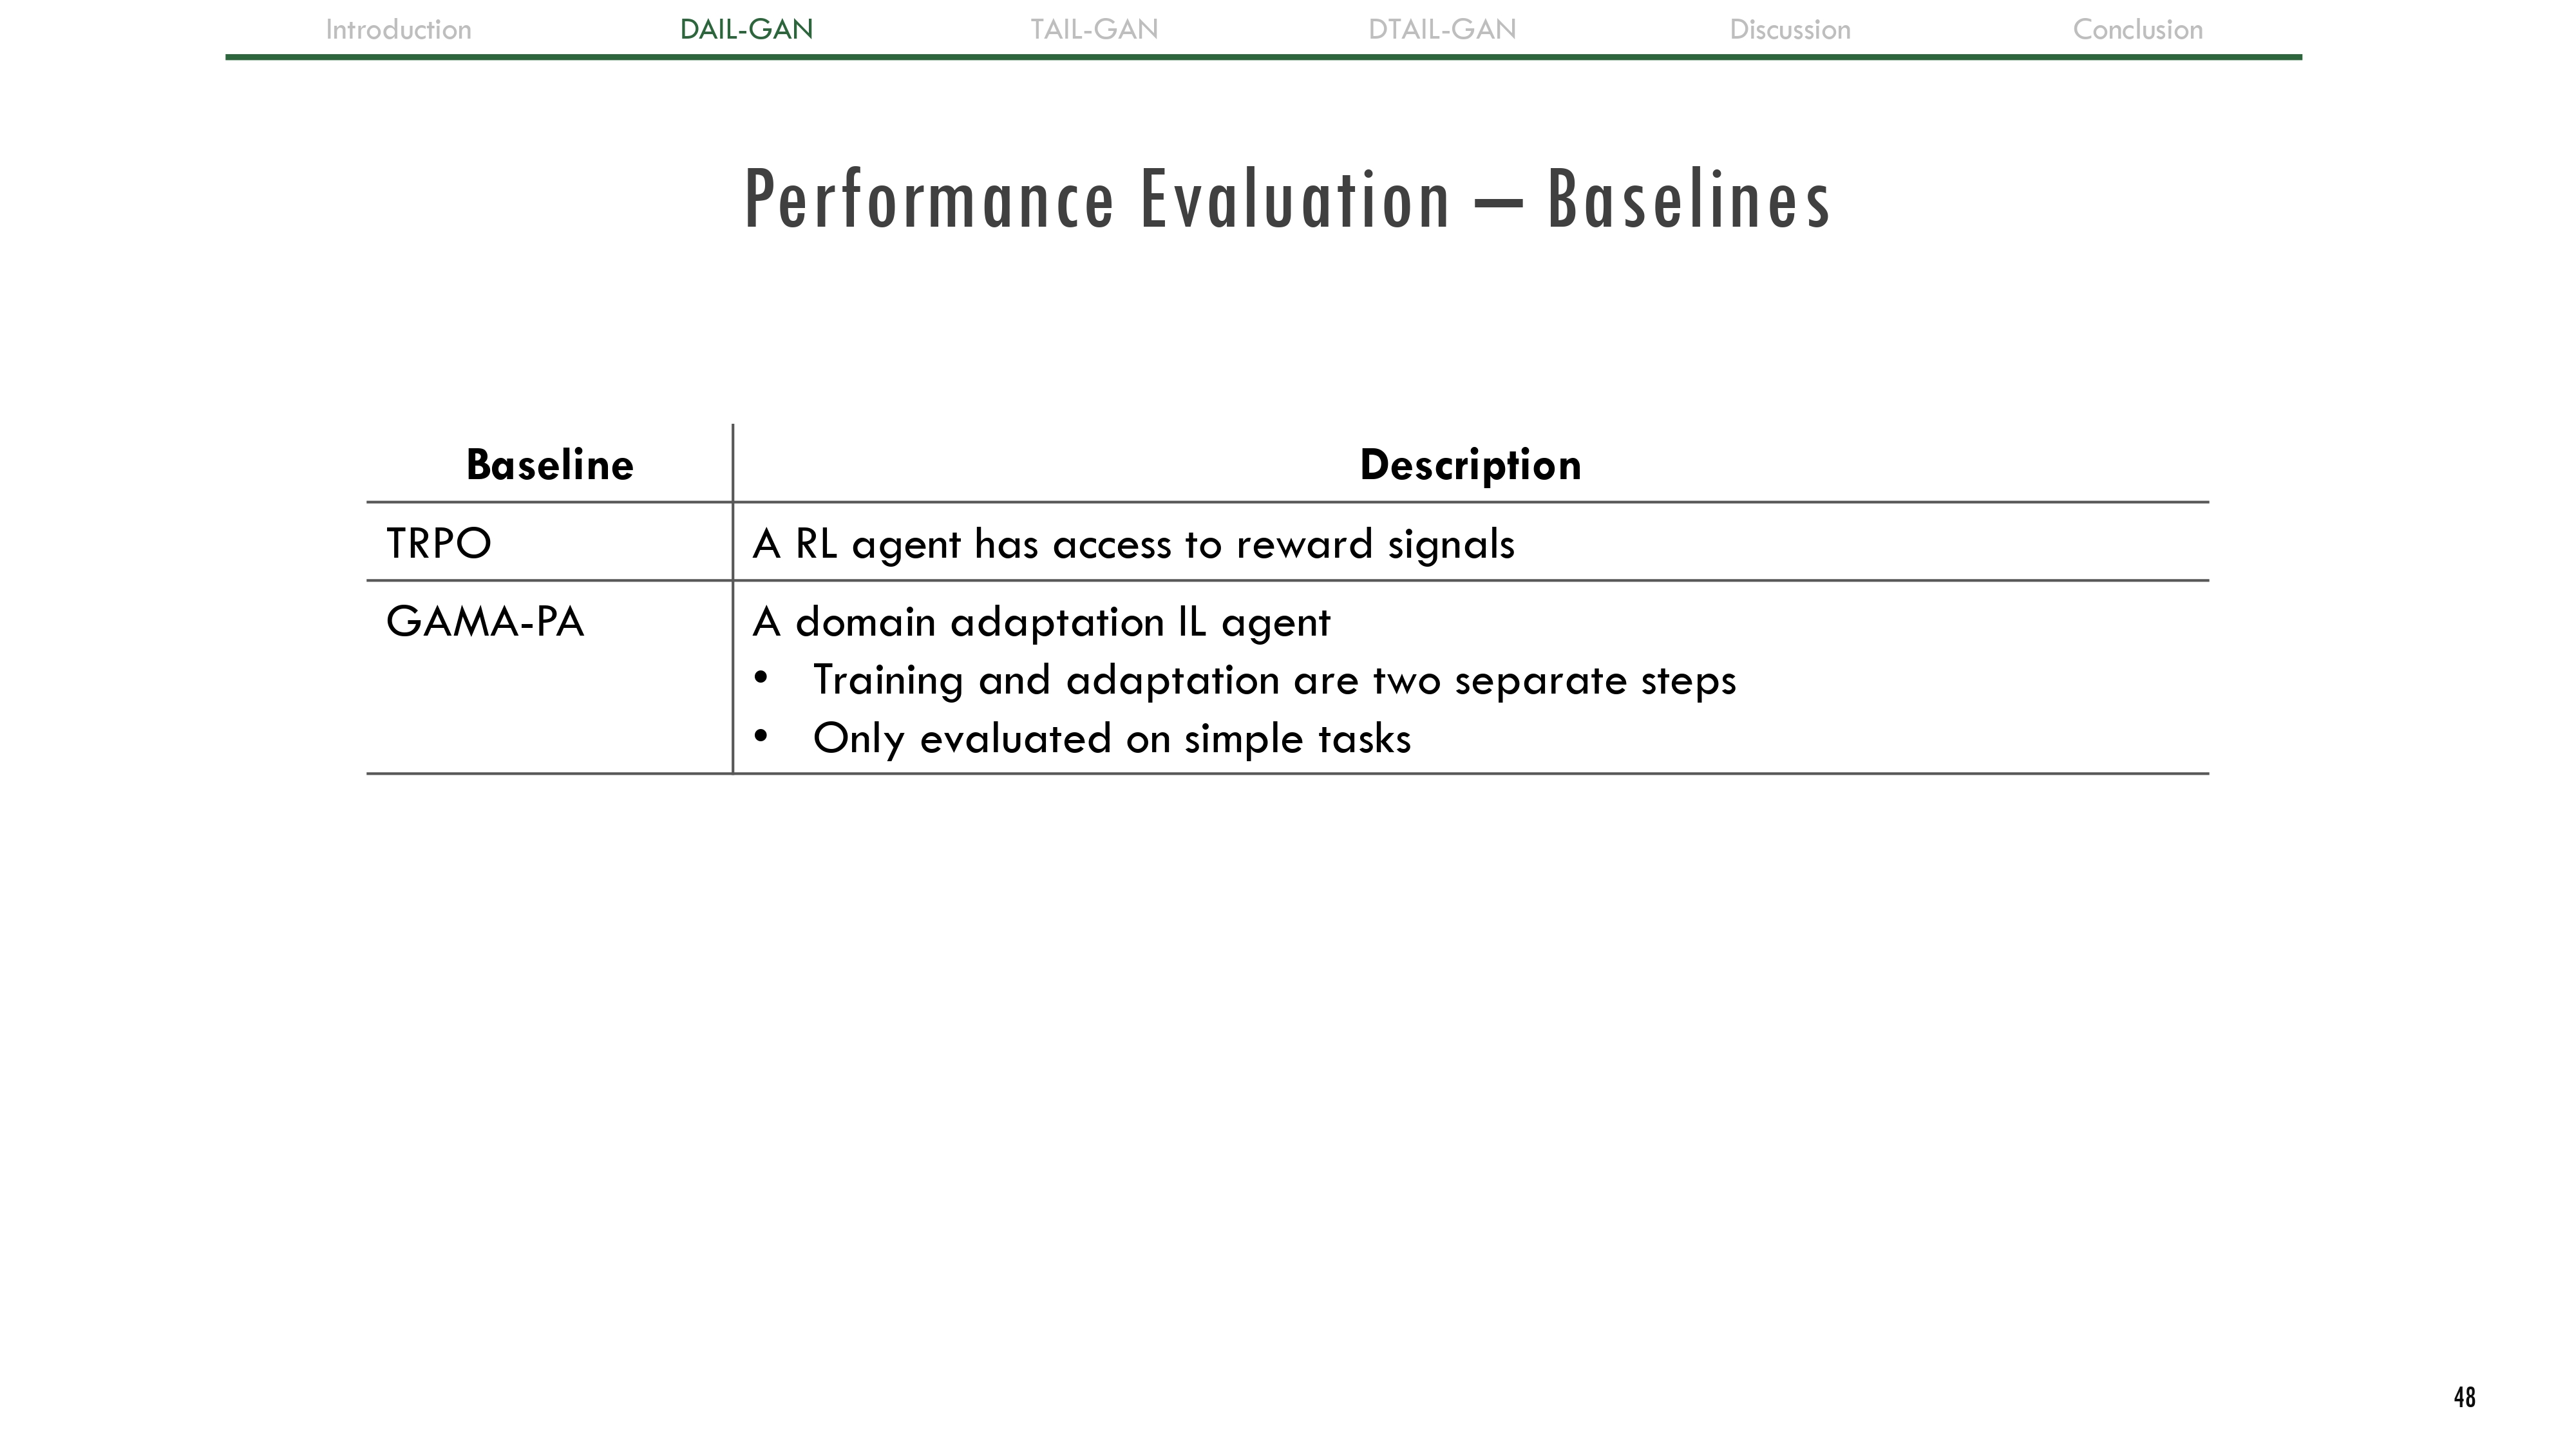 Introduction DAIL-GAN TAIL-GAN DTAIL-GAN Discussion Conclusion
Performance Evaluation – Baselines
Baseline Description
TRPO A RL agent has access to reward signals
GAMA-PA A domain adaptation IL agent
• Training and adaptation are two separate steps
• Only evaluated on simple tasks
48